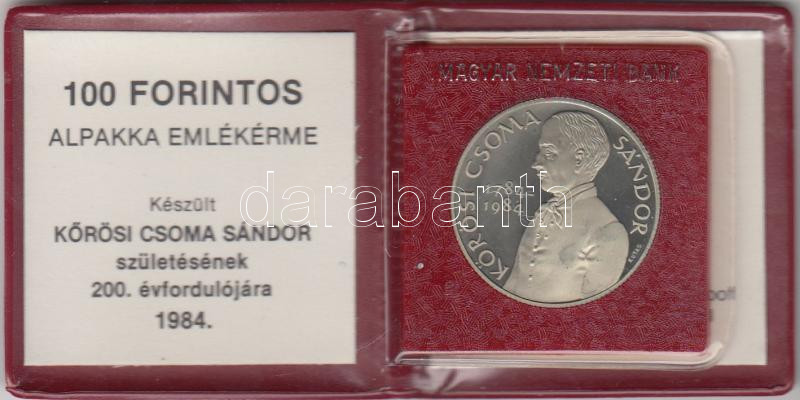 100 FORINTOS
ALPAKKA EMLÉKÉRME
Készült
KŐRÖSI CSOMA SÁNDOR
születésének
200. évfordulójára
1984.
MAGYAR NEMZETI BANK
KŐRÖSI CSOMA SÁNDOR
1784
1984
darabanth